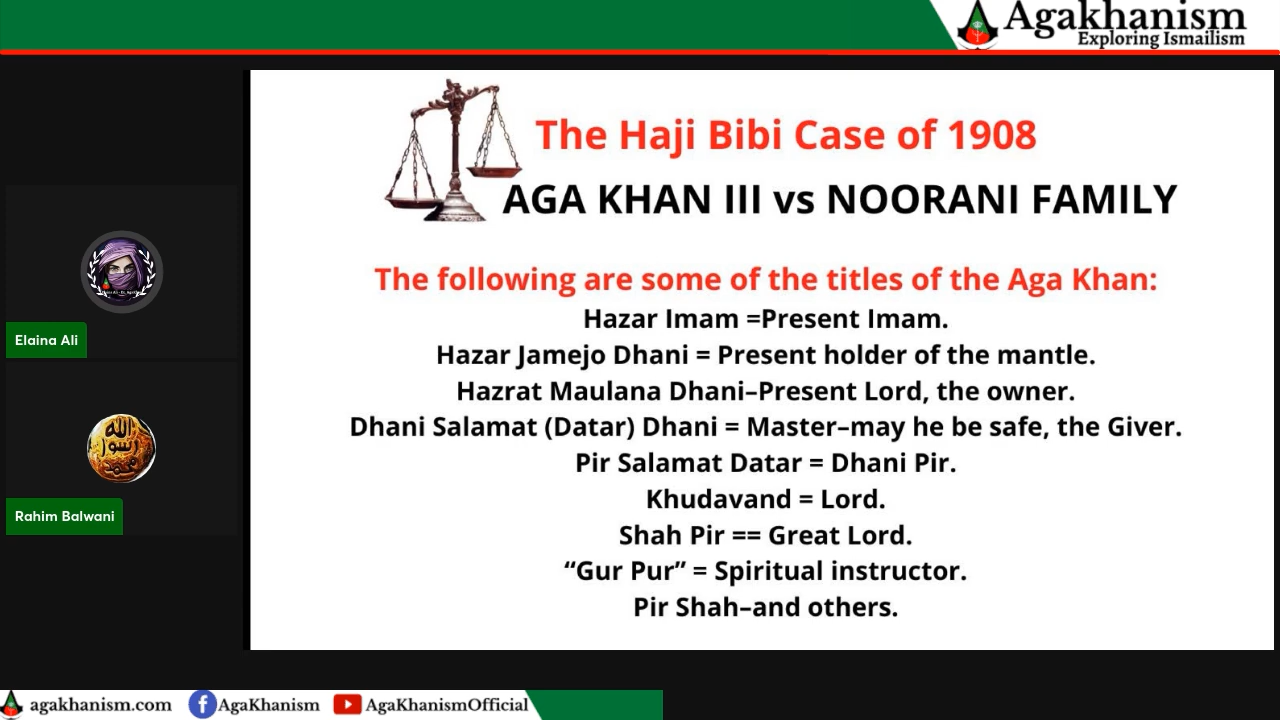 Agakhanism
Exploring Ismailism
The Haji Bibi Case of 1908
AGA KHAN III vs NOORANI FAMILY
The following are some of the titles of the Aga Khan:
Hazar Imam =Present Imam.
Hazar Jamejo Dhani = Present holder of the mantle.
Hazrat Maulana Dhani–Present Lord, the owner.
Dhani Salamat (Datar) Dhani = Master–may he be safe, the Giver.
Pir Salamat Datar = Dhani Pir.
Khudavand = Lord.
Shah Pir == Great Lord.
“Gur Pur” = Spiritual instructor.
Pir Shah–and others.
Elaina Ali
الله
رسول
محمد
Rahim Balwani
agakhanism.com
AgaKhanism
AgaKhanismOfficial